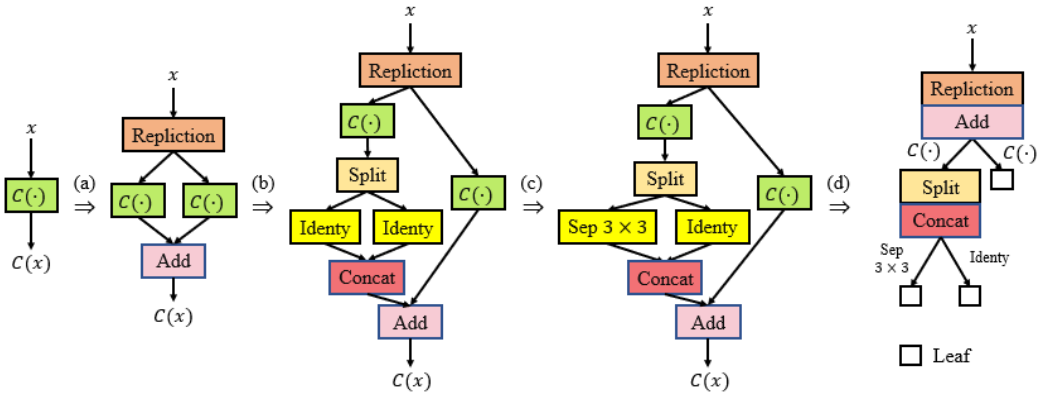 x
C(·)
C(x)
(a)
⇒
x
Repliction
C(·) C(·)
Add
C(x)
(b)
⇒
x
Repliction
C(·)
Split
C(·)
Identy Identy
Concat
Add
C(x)
(c)
⇒
x
Repliction
C(·)
Split
C(·)
Sep 3 × 3 Identy
Concat
Add
C(x)
(d)
⇒
x
Repliction
Add
C(·) C(·)
Split
Concat
Sep
3 × 3
Identy
Leaf